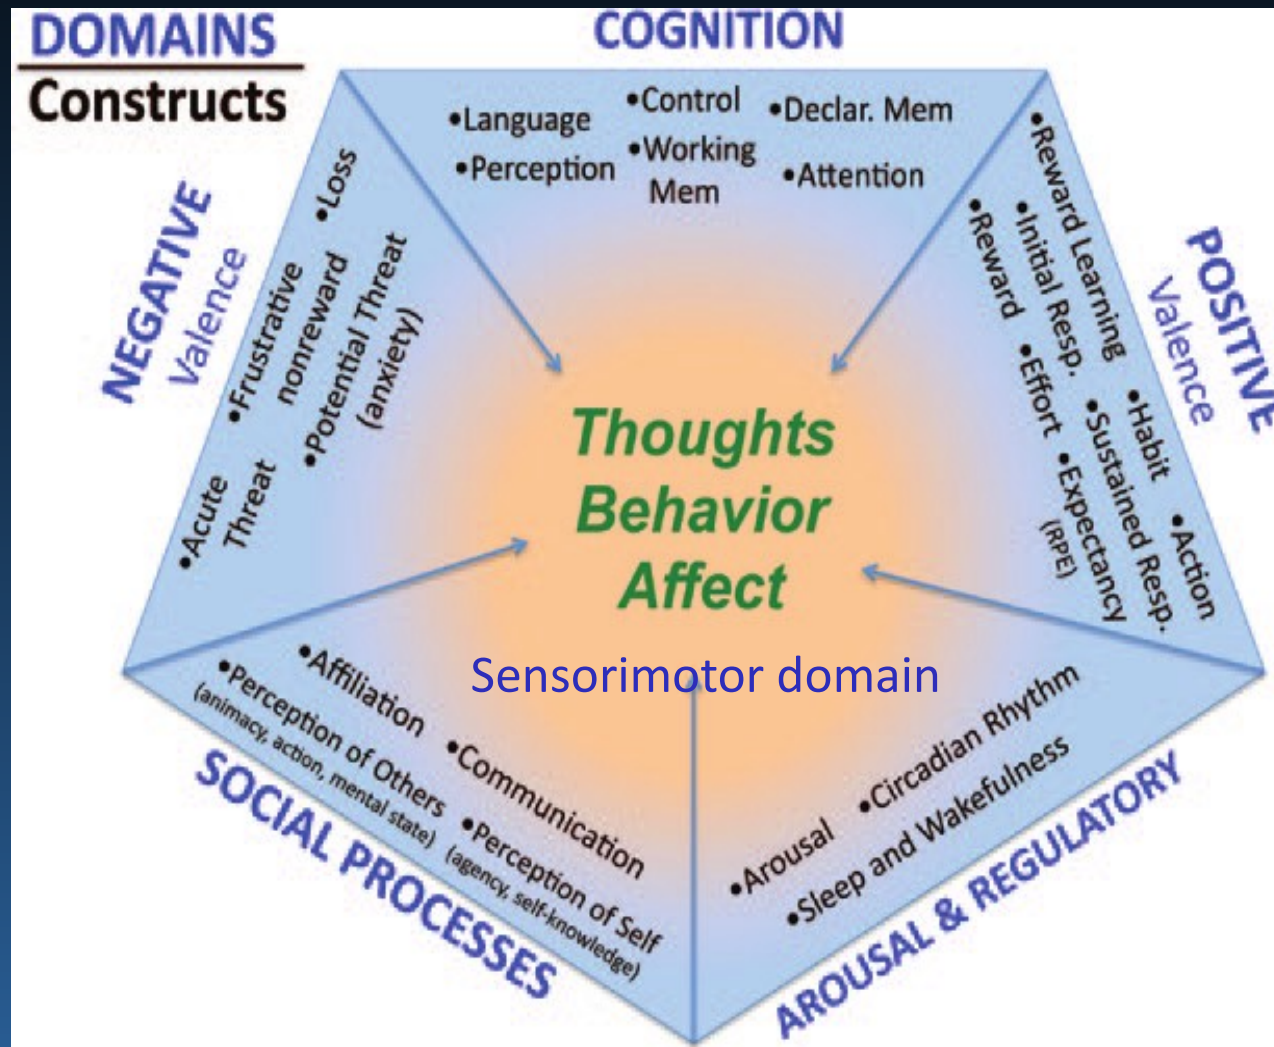 DOMAINS
Constructs
COGNITION
•Language
•Perception
•Control
•Working
Mem
•Declar. Mem
•Attention
NEGATIVE
Valence
•Loss
•Frustrative
nonreward
•Potential Threat
(anxiety)
•Acute
Threat
POSITIVE
Valence
•Reward Learning
•Initial Resp.
•Reward
•Habit
•Sustained Resp.
•Effort
•Action
•Expectancy
(RPE)
Thoughts
Behavior
Affect
Sensorimotor domain
•Affiliation
•Communication
•Perception of Others
(animacy, action, mental state)
•Perception of Self
(agency, self-knowledge)
SOCIAL PROCESSES
•Circadian Rhythm
•Arousal
•Sleep and Wakefulness
AROUSAL & REGULATORY